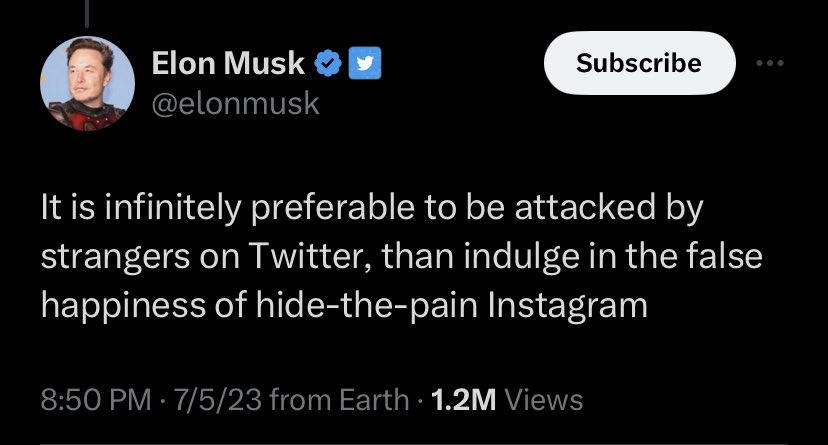 Elon Musk
Subscribe
@elonmusk
It is infinitely preferable to be attacked by
strangers on Twitter, than indulge in the false
happiness of hide-the-pain Instagram
8:50 PM · 7/5/23 from Earth · 1.2M Views